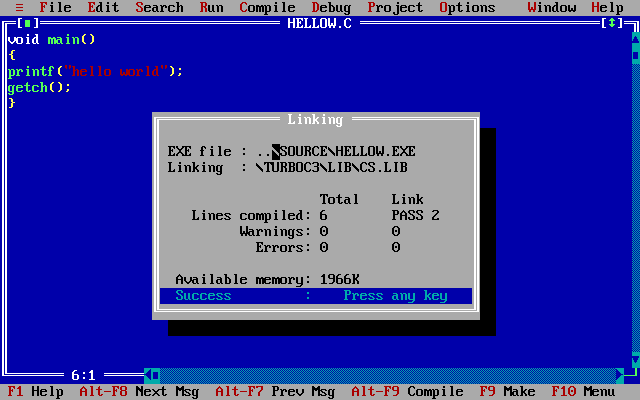 ≡ File Edit Search Run Compile Debug Project Options Window Help
[■] HELLOW.C [↕]
void main()
{
printf("hello world");
getch();
}
Linking
EXE file : ..\SOURCE\HELLOW.EXE
Linking : \TURBOC3\LIB\CS.LIB
Total Link
Lines compiled: 6 PASS 2
Warnings: 0 0
Errors: 0 0
Available memory: 1966K
Success : Press any key
6:1
F1 Help Alt-F8 Next Msg Alt-F7 Prev Msg Alt-F9 Compile F9 Make F10 Menu